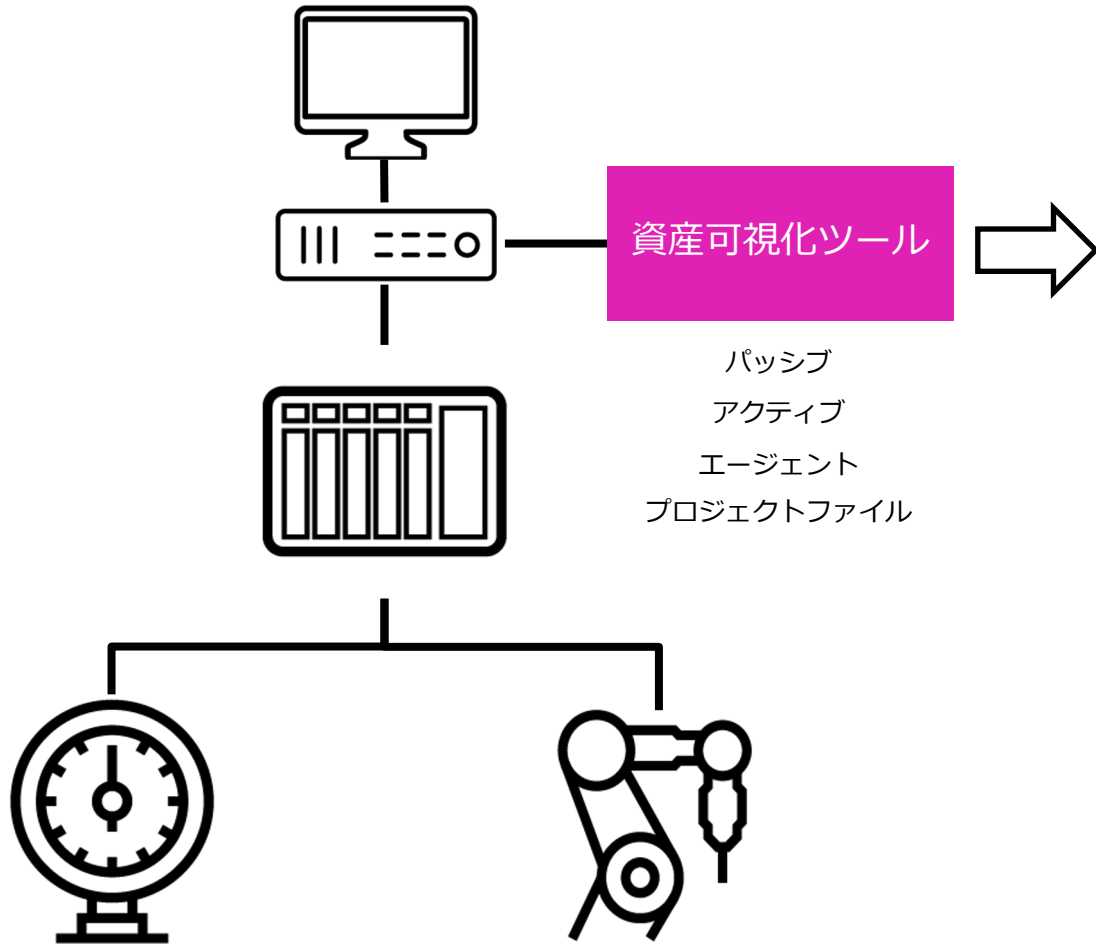 資産可視化ツール
パッシブ
アクティブ
エージェント
プロジェクトファイル